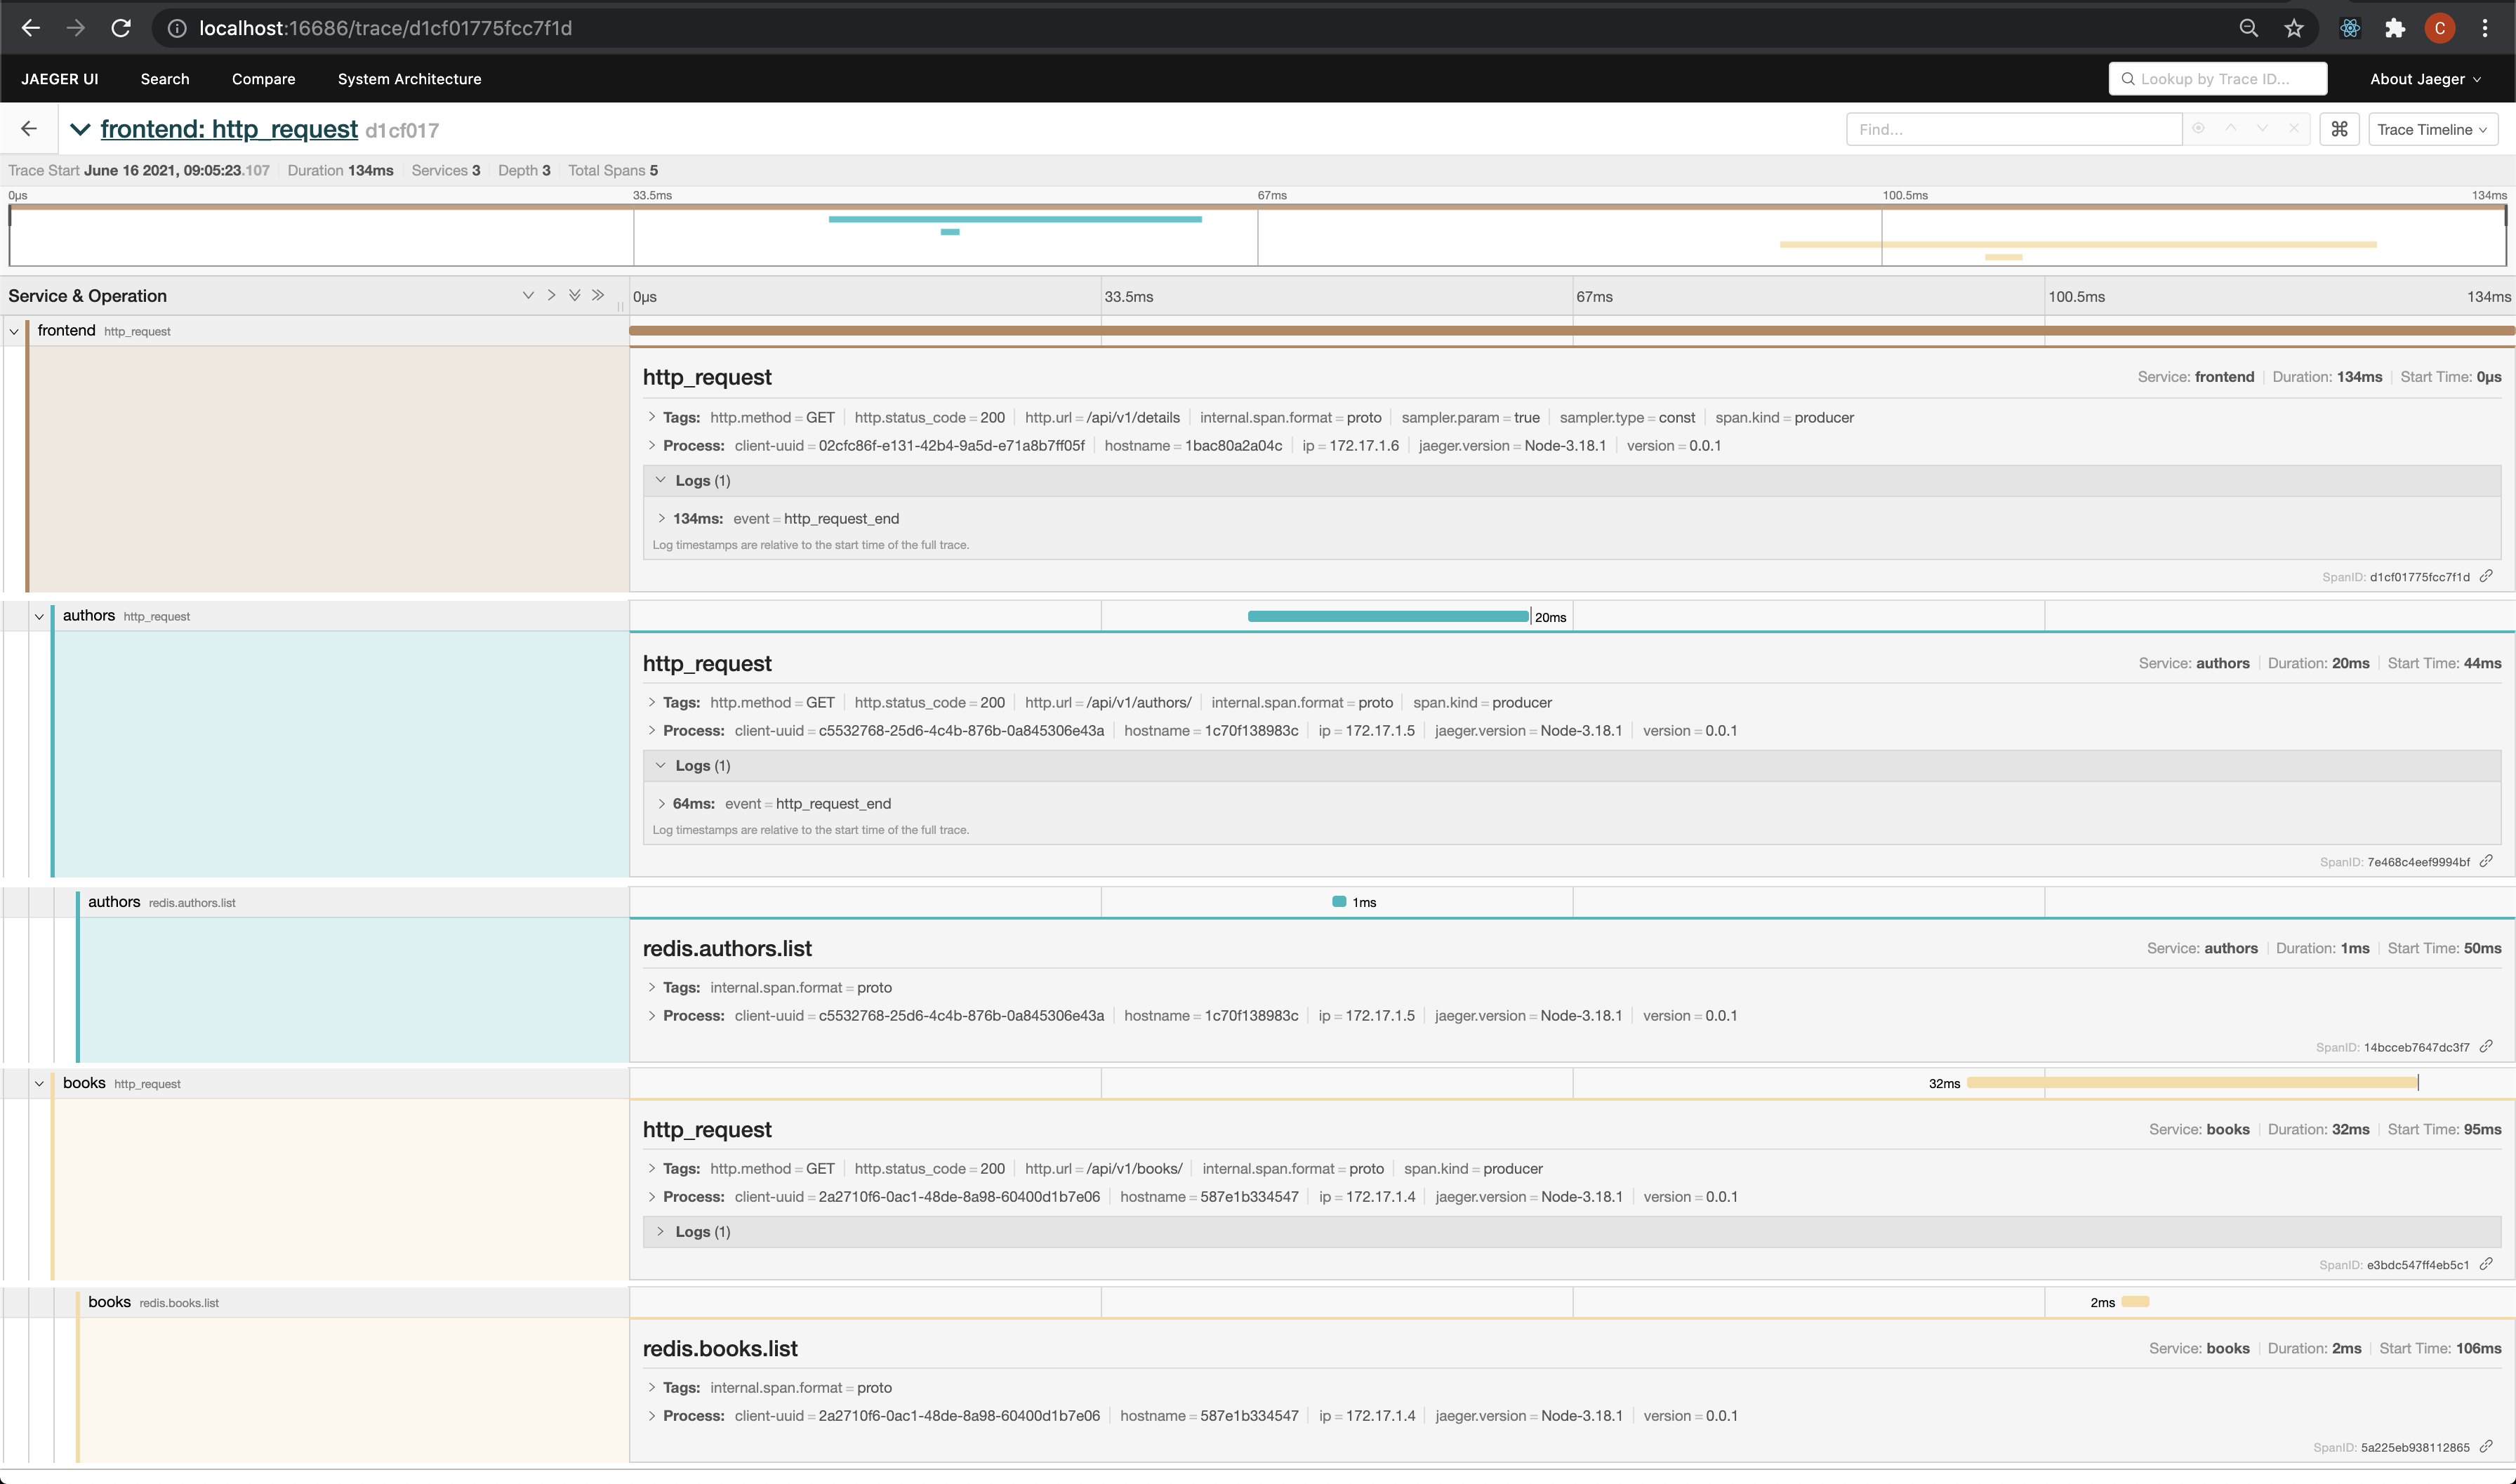 localhost:16686/trace/d1cf01775fcc7f1d
C
JAEGER UI Search Compare System Architecture Lookup by Trace ID... About Jaeger
frontend: http_request d1cf017 Find... ⌘ Trace Timeline
Trace Start June 16 2021, 09:05:23.107 Duration 134ms Services 3 Depth 3 Total Spans 5
0μs 33.5ms 67ms 100.5ms 134ms
Service & Operation 0μs 33.5ms 67ms 100.5ms 134ms
frontend http_request
http_request Service: frontend Duration: 134ms Start Time: 0μs
Tags: http.method = GET http.status_code = 200 http.url = /api/v1/details internal.span.format = proto sampler.param = true sampler.type = const span.kind = producer
Process: client-uuid = 02cfc86f-e131-42b4-9a5d-e71a8b7ff05f hostname = 1bac80a2a04c ip = 172.17.1.6 jaeger.version = Node-3.18.1 version = 0.0.1
Logs (1)
134ms: event = http_request_end
Log timestamps are relative to the start time of the full trace.
SpanID: d1cf01775fcc7f1d
authors http_request 20ms
http_request Service: authors Duration: 20ms Start Time: 44ms
Tags: http.method = GET http.status_code = 200 http.url = /api/v1/authors/ internal.span.format = proto span.kind = producer
Process: client-uuid = c5532768-25d6-4c4b-876b-0a845306e43a hostname = 1c70f138983c ip = 172.17.1.5 jaeger.version = Node-3.18.1 version = 0.0.1
Logs (1)
64ms: event = http_request_end
Log timestamps are relative to the start time of the full trace.
SpanID: 7e468c4eef9994bf
authors redis.authors.list 1ms
redis.authors.list Service: authors Duration: 1ms Start Time: 50ms
Tags: internal.span.format = proto
Process: client-uuid = c5532768-25d6-4c4b-876b-0a845306e43a hostname = 1c70f138983c ip = 172.17.1.5 jaeger.version = Node-3.18.1 version = 0.0.1
SpanID: 14bcceb7647dc3f7
books http_request 32ms
http_request Service: books Duration: 32ms Start Time: 95ms
Tags: http.method = GET http.status_code = 200 http.url = /api/v1/books/ internal.span.format = proto span.kind = producer
Process: client-uuid = 2a2710f6-0ac1-48de-8a98-60400d1b7e06 hostname = 587e1b334547 ip = 172.17.1.4 jaeger.version = Node-3.18.1 version = 0.0.1
Logs (1)
SpanID: e3bdc547ff4eb5c1
books redis.books.list 2ms
redis.books.list Service: books Duration: 2ms Start Time: 106ms
Tags: internal.span.format = proto
Process: client-uuid = 2a2710f6-0ac1-48de-8a98-60400d1b7e06 hostname = 587e1b334547 ip = 172.17.1.4 jaeger.version = Node-3.18.1 version = 0.0.1
SpanID: 5a225eb938112865